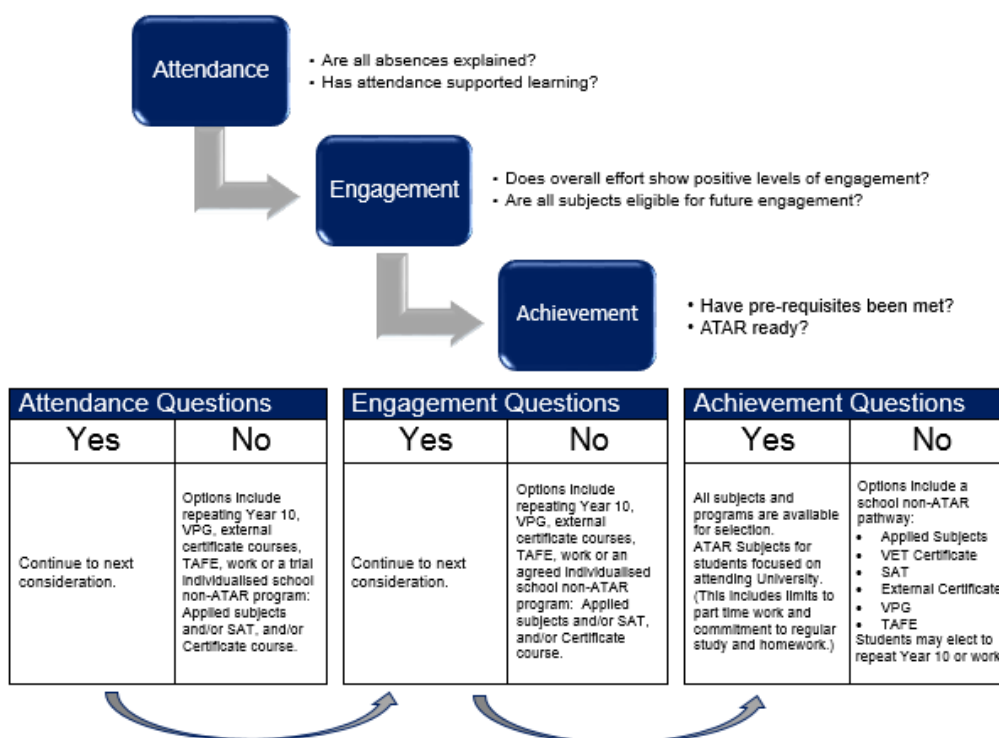 Attendance
• Are all absences explained?
• Has attendance supported learning?
Engagement
• Does overall effort show positive levels of engagement?
• Are all subjects eligible for future engagement?
Achievement
• Have pre-requisites been met?
• ATAR ready?
Attendance Questions
Yes
No
Continue to next
consideration.
Options Include
repeating Year 10,
VPG, external
certificate courses,
TAFE, work or a trial
Individualised school
non-ATAR program:
Applied subjects
and/or SAT, and/or
Certificate course.
Engagement Questions
Yes
No
Continue to next
consideration.
Options Include
repeating Year 10,
VPG, external
certificate courses,
TAFE, work or an
agreed Individualised
school non-ATAR
program: Applied
subjects and/or SAT,
and/or Certificate
course.
Achievement Questions
Yes
No
All subjects and
programs are available
for selection.
ATAR Subjects for
students focused on
attending University.
(This includes limits to
part time work and
commitment to regular
study and homework.)
Options Include a
school non-ATAR
pathway:
• Applied Subjects
• VET Certificate
• SAT
• External Certificate
• VPG
• TAFE
Students may elect to
repeat Year 10 or work